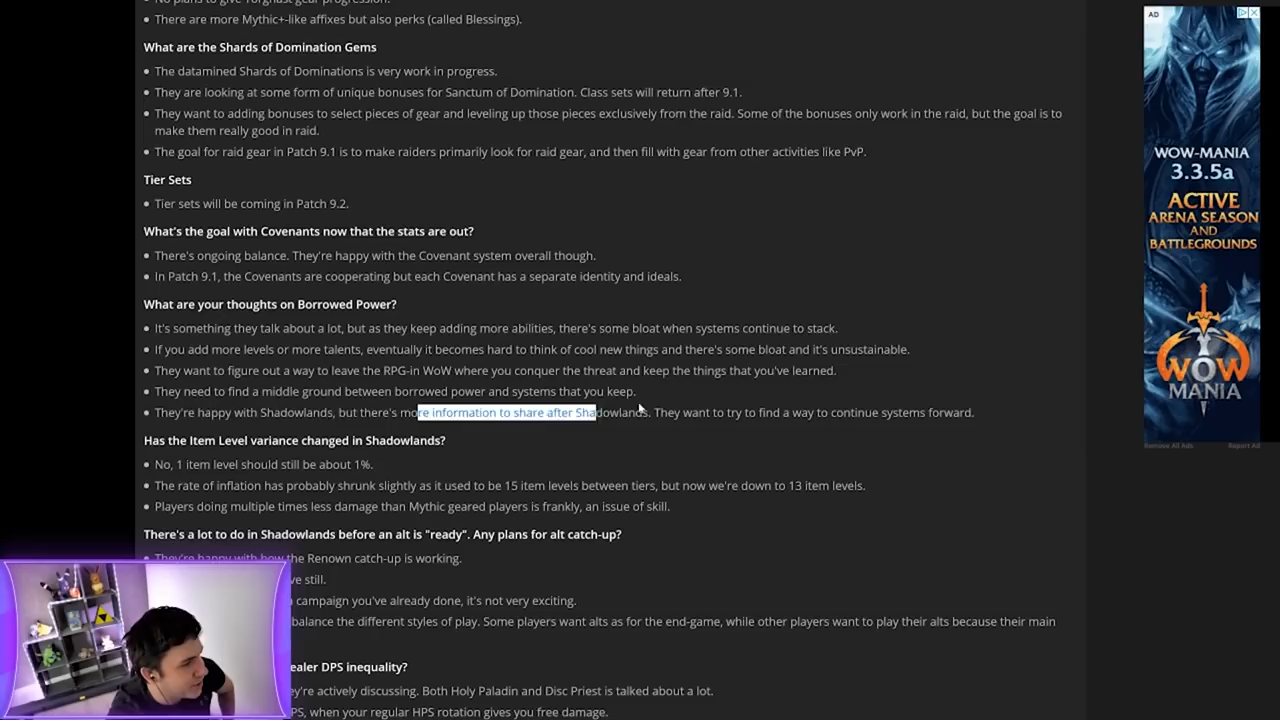 No plans to give Torghast gear progression.
There are more Mythic+-like affixes but also perks (called Blessings).
What are the Shards of Domination Gems
The datamined Shards of Dominations is very work in progress.
They are looking at some form of unique bonuses for Sanctum of Domination. Class sets will return after 9.1.
They want to adding bonuses to select pieces of gear and leveling up those pieces exclusively from the raid. Some of the bonuses only work in the raid, but the goal is to
make them really good in raid.
The goal for raid gear in Patch 9.1 is to make raiders primarily look for raid gear, and then fill with gear from other activities like PvP.
Tier Sets
Tier sets will be coming in Patch 9.2.
What's the goal with Covenants now that the stats are out?
There's ongoing balance. They're happy with the Covenant system overall though.
In Patch 9.1, the Covenants are cooperating but each Covenant has a separate identity and ideals.
What are your thoughts on Borrowed Power?
It's something they talk about a lot, but as they keep adding more abilities, there's some bloat when systems continue to stack.
If you add more levels or more talents, eventually it becomes hard to think of cool new things and there's some bloat and it's unsustainable.
They want to figure out a way to leave the RPG-in WoW where you conquer the threat and keep the things that you've learned.
They need to find a middle ground between borrowed power and systems that you keep.
They're happy with Shadowlands, but there's more information to share after Shadowlands. They want to try to find a way to continue systems forward.
Has the Item Level variance changed in Shadowlands?
No, 1 item level should still be about 1%.
The rate of inflation has probably shrunk slightly as it used to be 15 item levels between tiers, but now we're down to 13 item levels.
Players doing multiple times less damage than Mythic geared players is frankly, an issue of skill.
There's a lot to do in Shadowlands before an alt is "ready". Any plans for alt catch-up?
They're happy with how the Renown catch-up is working.
ve still.
campaign you've already done, it's not very exciting.
balance the different styles of play. Some players want alts as for the end-game, while other players want to play their alts because their main
ealer DPS inequality?
y're actively discussing. Both Holy Paladin and Disc Priest is talked about a lot.
PS, when your regular HPS rotation gives you free damage.
AD
WOW-MANIA
3.3.5a
ACTIVE
ARENA SEASON
AND
BATTLEGROUNDS
WOW
MANIA
Remove All Ads
Report Ad